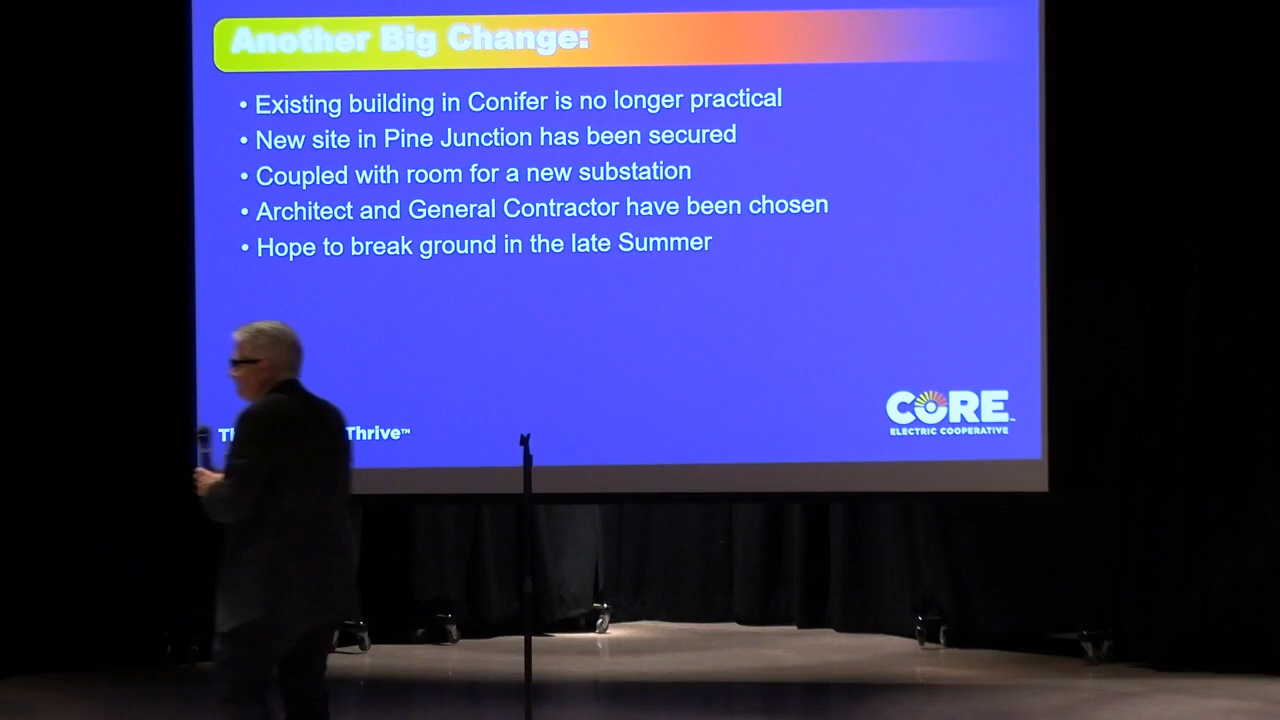 Another Big Change:
• Existing building in Conifer is no longer practical
• New site in Pine Junction has been secured
• Coupled with room for a new substation
• Architect and General Contractor have been chosen
• Hope to break ground in the late Summer
CORE™
ELECTRIC COOPERATIVE
Thrive™